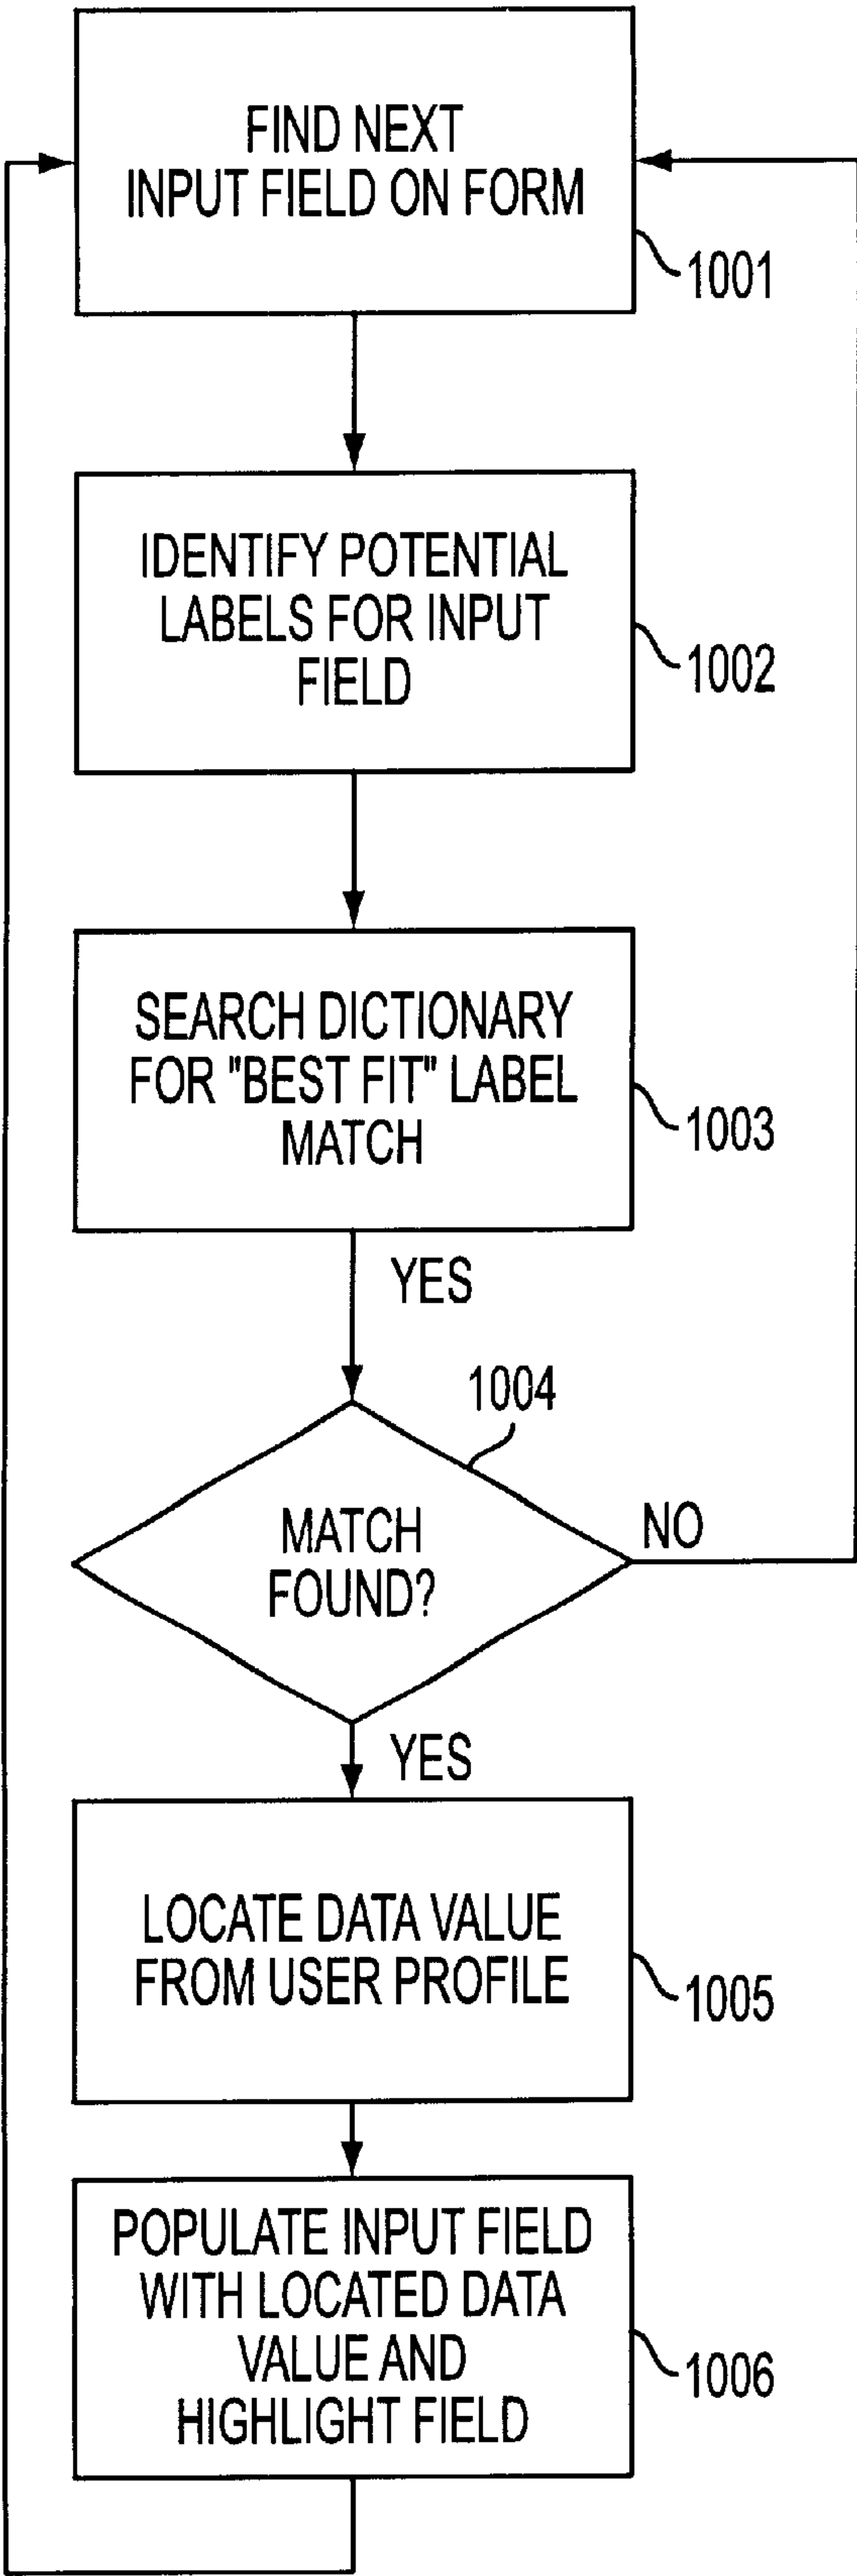 FIND NEXT
INPUT FIELD ON FORM
1001
IDENTIFY POTENTIAL
LABELS FOR INPUT
FIELD
1002
SEARCH DICTIONARY
FOR "BEST FIT" LABEL
MATCH
1003
YES
1004
MATCH
FOUND?
NO
YES
LOCATE DATA VALUE
FROM USER PROFILE
1005
POPULATE INPUT FIELD
WITH LOCATED DATA
VALUE AND
HIGHLIGHT FIELD
1006